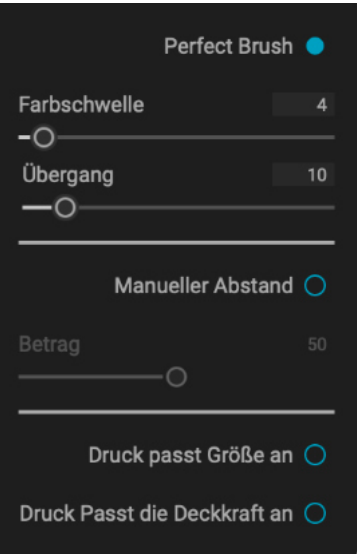 Perfect Brush
Farbschwelle 4
Übergang 10
Manueller Abstand
Betrag 50
Druck passt Größe an
Druck Passt die Deckkraft an